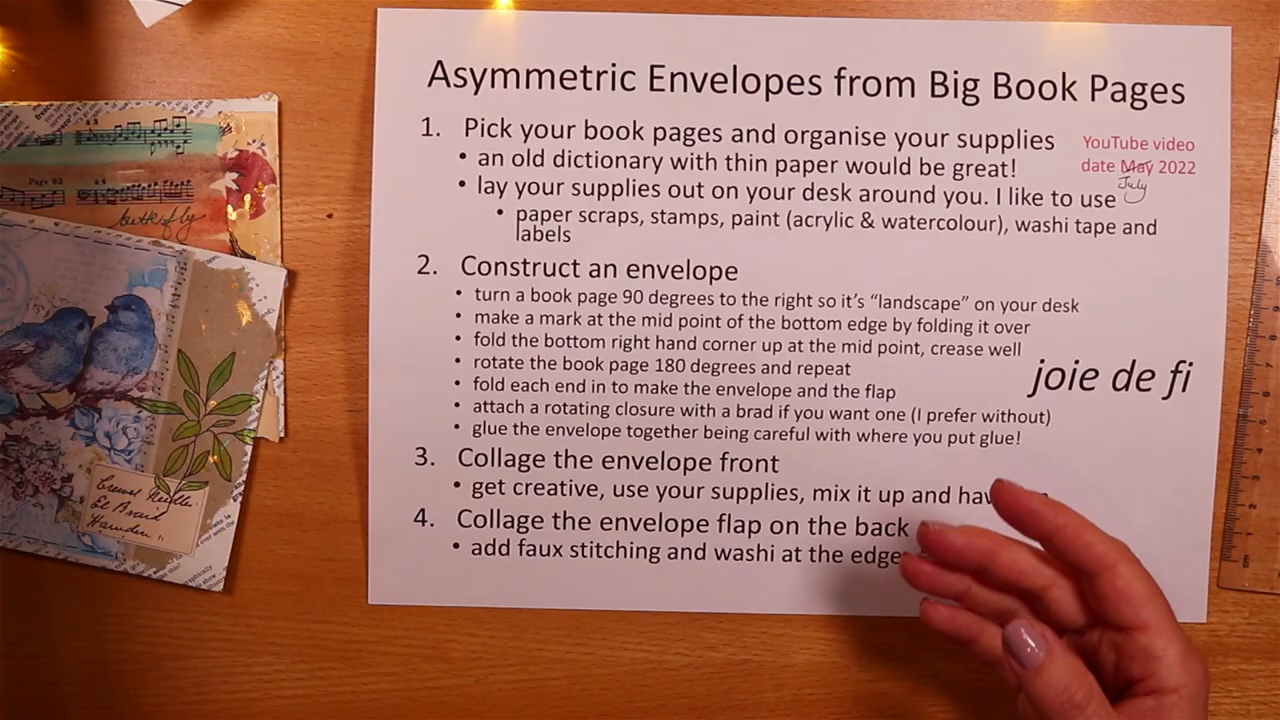 Asymmetric Envelopes from Big Book Pages
1. Pick your book pages and organise your supplies
• an old dictionary with thin paper would be great!
• lay your supplies out on your desk around you. I like to use
• paper scraps, stamps, paint (acrylic & watercolour), washi tape and
labels
YouTube video
date May 2022
July
2. Construct an envelope
• turn a book page 90 degrees to the right so it's “landscape” on your desk
• make a mark at the mid point of the bottom edge by folding it over
• fold the bottom right hand corner up at the mid point, crease well
• rotate the book page 180 degrees and repeat
• fold each end in to make the envelope and the flap
• attach a rotating closure with a brad if you want one (I prefer without)
• glue the envelope together being careful with where you put glue!
joie de fi
3. Collage the envelope front
• get creative, use your supplies, mix it up and
4. Collage the envelope flap on the back
• add faux stitching and washi at the edge
Page 92
butterfly
Crewel Needles